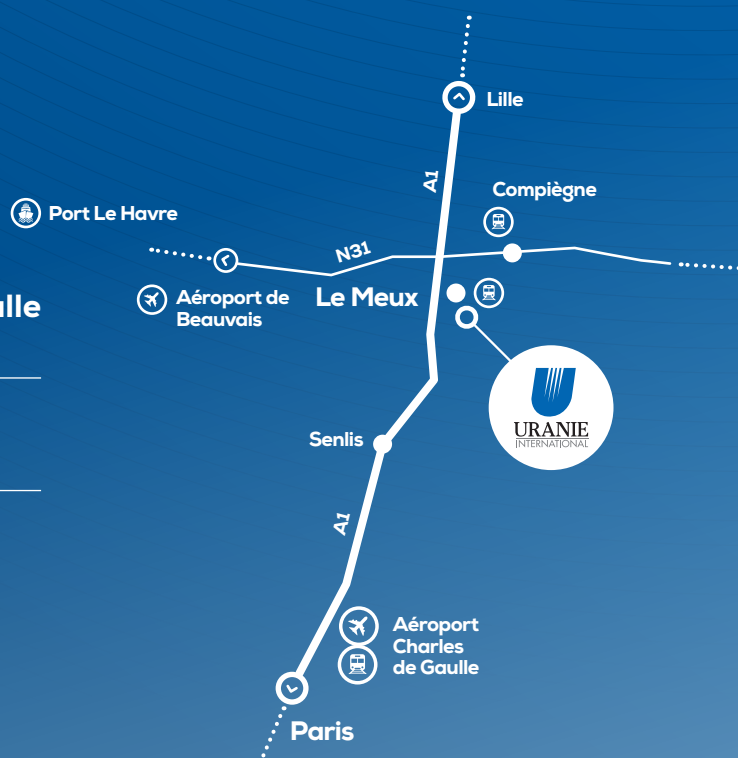 Lille
A1
Compiègne
Port Le Havre
N31
Aéroport de
Beauvais
Le Meux
URANIE
INTERNATIONAL
Senlis
A1
Aéroport
Charles
de Gaulle
Paris